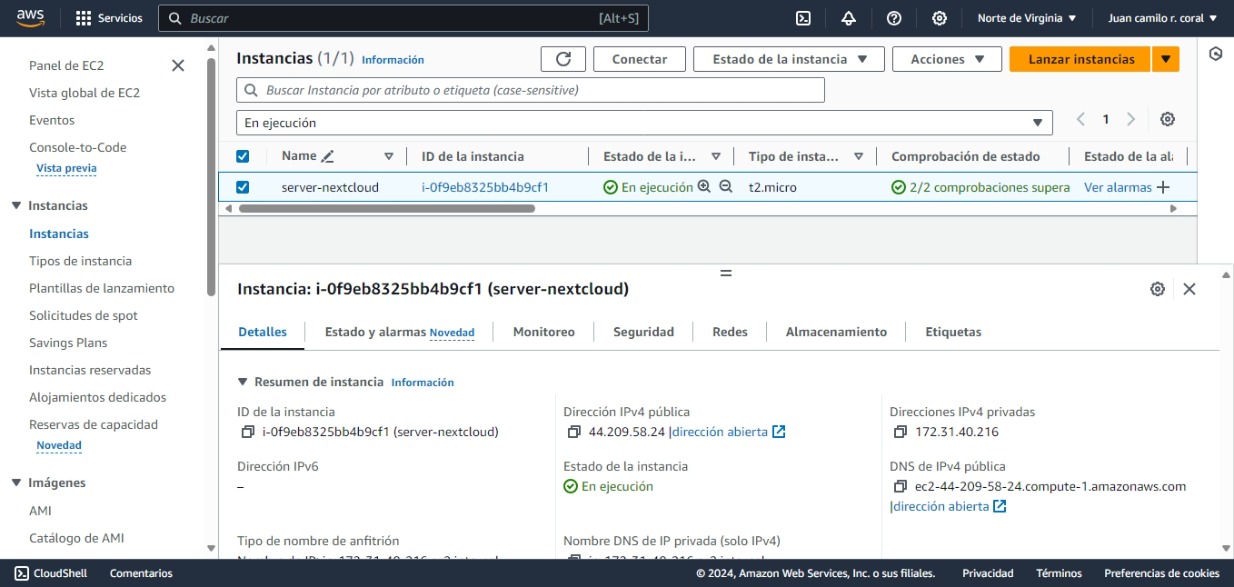 aws Servicios Buscar [Alt+S] Norte de Virginia Juan camilo r. coral
Panel de EC2
Vista global de EC2
Eventos
Console-to-Code
Vista previa
Instancias
Instancias
Tipos de instancia
Plantillas de lanzamiento
Solicitudes de spot
Savings Plans
Instancias reservadas
Alojamientos dedicados
Reservas de capacidad
Novedad
Imágenes
AMI
Catálogo de AMI
Instancias (1/1) Información Conectar Estado de la instancia Acciones Lanzar instancias
Buscar Instancia por atributo o etiqueta (case-sensitive)
En ejecución 1
Name ID de la instancia Estado de la i... Tipo de insta... Comprobación de estado Estado de la
server-nextcloud i-0f9eb8325bb4b9cf1 En ejecución t2.micro 2/2 comprobaciones supera Ver alarmas
Instancia: i-0f9eb8325bb4b9cf1 (server-nextcloud)
Detalles Estado y alarmas Novedad Monitoreo Seguridad Redes Almacenamiento Etiquetas
Resumen de instancia Información
ID de la instancia Dirección IPv4 pública Direcciones IPv4 privadas
i-0f9eb8325bb4b9cf1 (server-nextcloud) 44.209.58.24 |dirección abierta 172.31.40.216
Dirección IPv6 Estado de la instancia DNS de IPv4 pública
– En ejecución ec2-44-209-58-24.compute-1.amazonaws.com
|dirección abierta
Tipo de nombre de anfitrión Nombre DNS de IP privada (solo IPv4)
CloudShell Comentarios © 2024, Amazon Web Services, Inc. o sus filiales. Privacidad Términos Preferencias de cookies